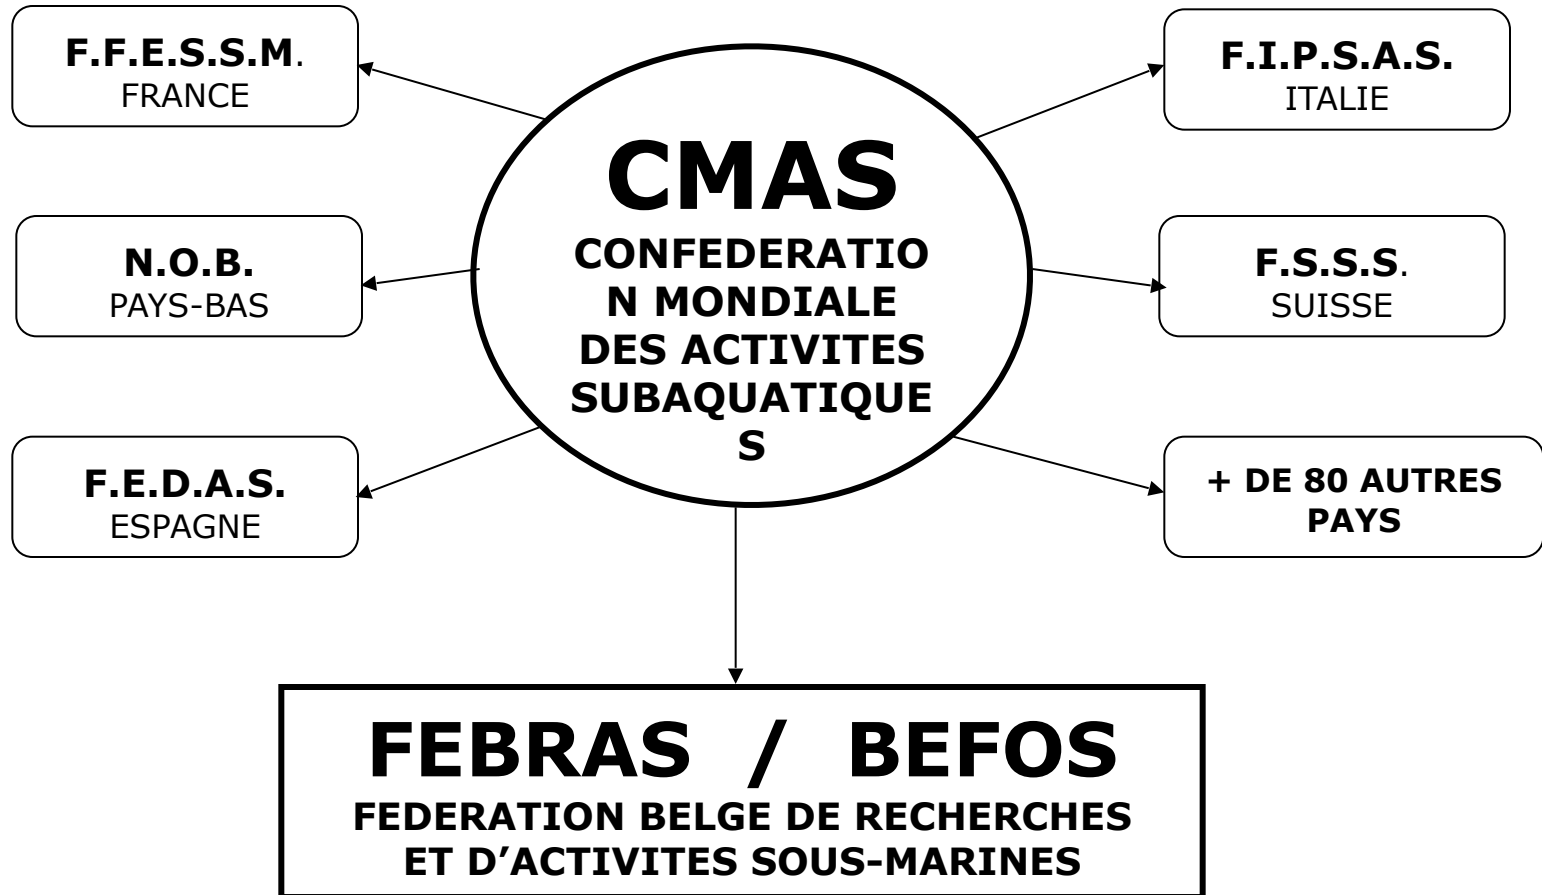 F.F.E.S.S.M.
FRANCE
N.O.B.
PAYS-BAS
F.E.D.A.S.
ESPAGNE
CMAS
CONFEDERATIO
N MONDIALE
DES ACTIVITES
SUBAQUATIQUE
S
F.I.P.S.A.S.
ITALIE
F.S.S.S.
SUISSE
+ DE 80 AUTRES
PAYS
FEBRAS / BEFOS
FEDERATION BELGE DE RECHERCHES
ET D’ACTIVITES SOUS-MARINES